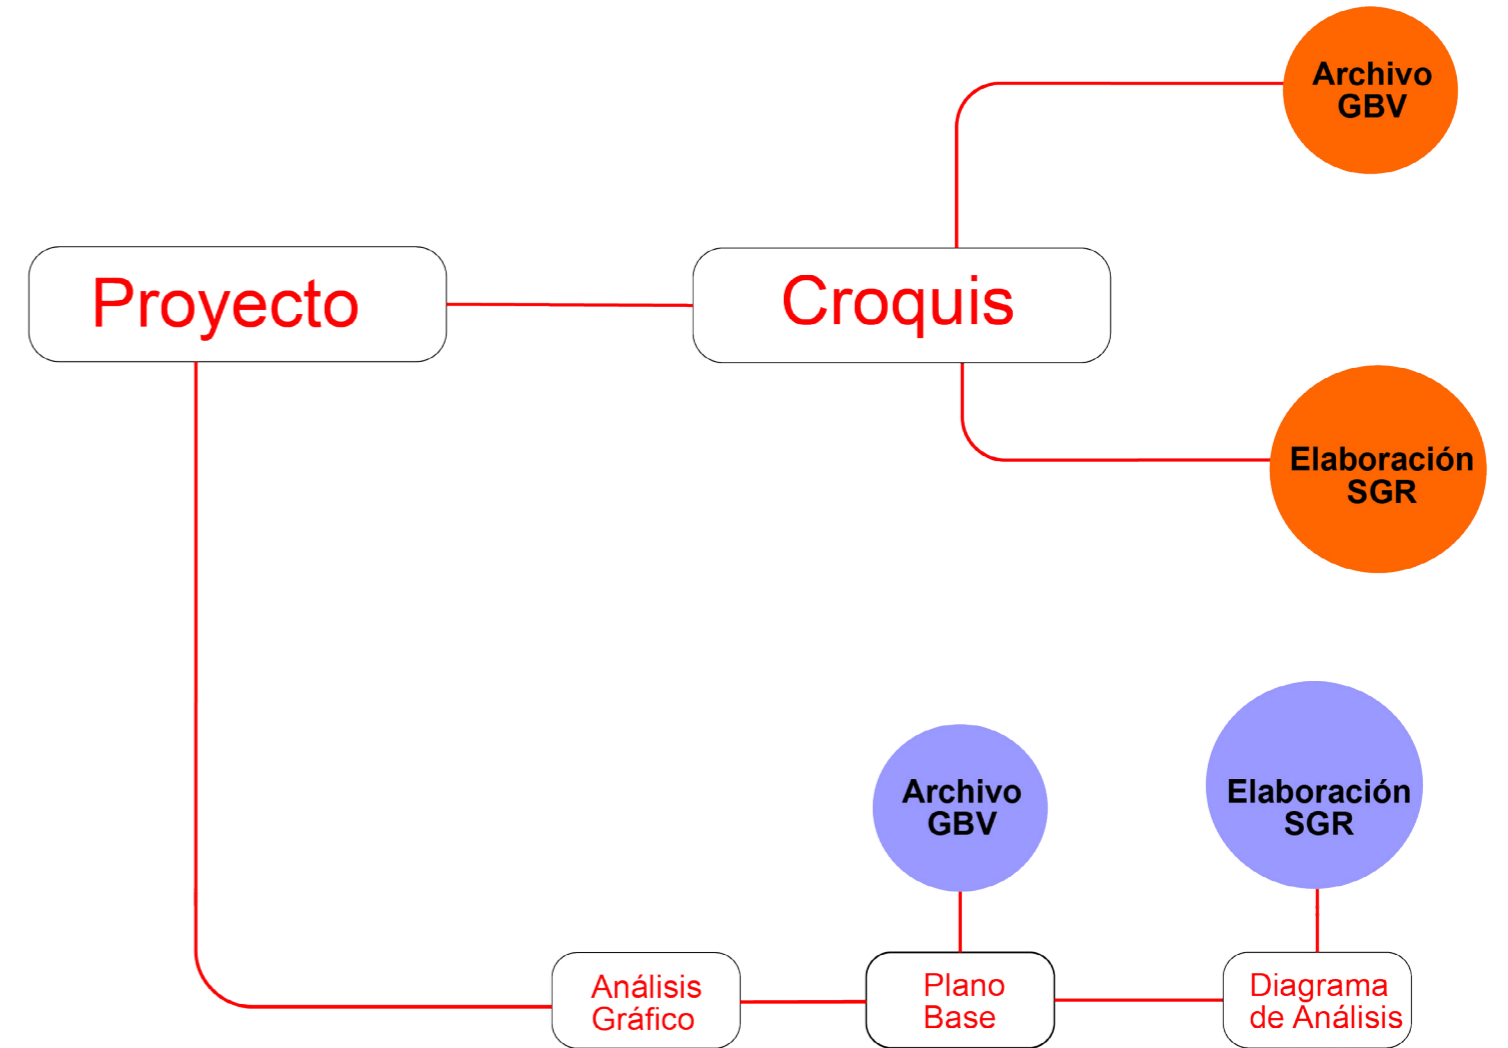 Archivo
GBV
Proyecto
Croquis
Elaboración
SGR
Archivo
GBV
Elaboración
SGR
Análisis
Gráfico
Plano
Base
Diagrama
de Análisis